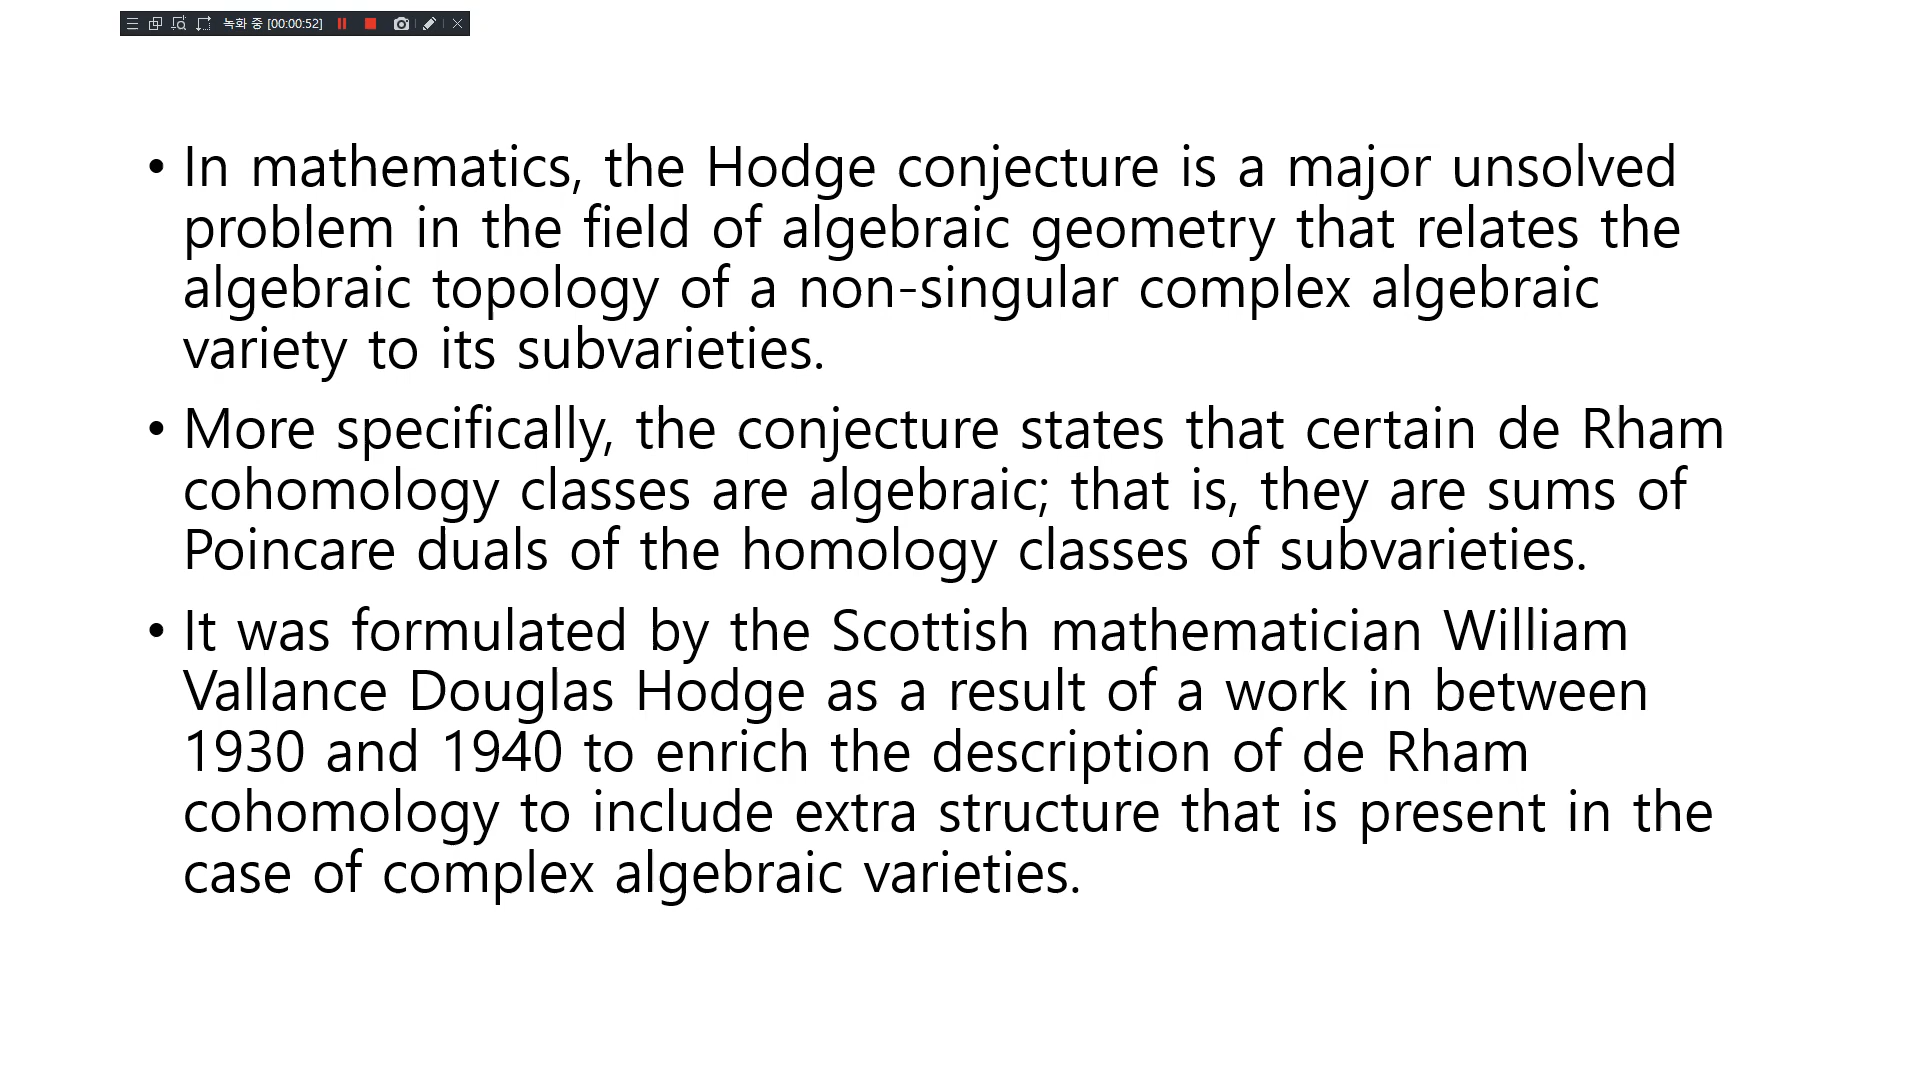 녹화 중 [00:00:52]
• In mathematics, the Hodge conjecture is a major unsolved
problem in the field of algebraic geometry that relates the
algebraic topology of a non-singular complex algebraic
variety to its subvarieties.
• More specifically, the conjecture states that certain de Rham
cohomology classes are algebraic; that is, they are sums of
Poincare duals of the homology classes of subvarieties.
• It was formulated by the Scottish mathematician William
Vallance Douglas Hodge as a result of a work in between
1930 and 1940 to enrich the description of de Rham
cohomology to include extra structure that is present in the
case of complex algebraic varieties.